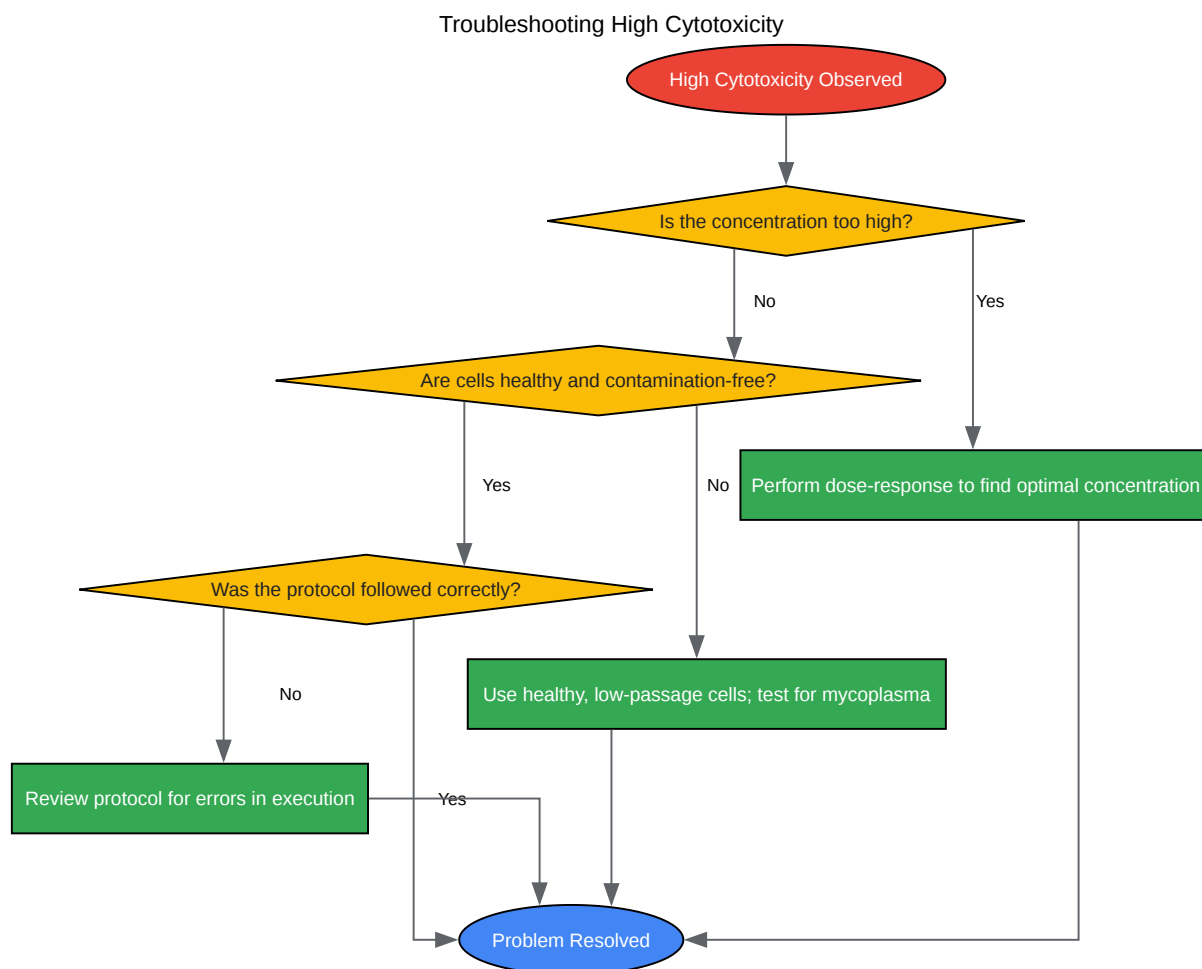 Troubleshooting High Cytotoxicity
High Cytotoxicity Observed
Is the concentration too high?
No
Yes
Are cells healthy and contamination-free?
Yes
No
Perform dose-response to find optimal concentration
Was the protocol followed correctly?
No
Use healthy, low-passage cells; test for mycoplasma
Review protocol for errors in execution
Yes
Problem Resolved